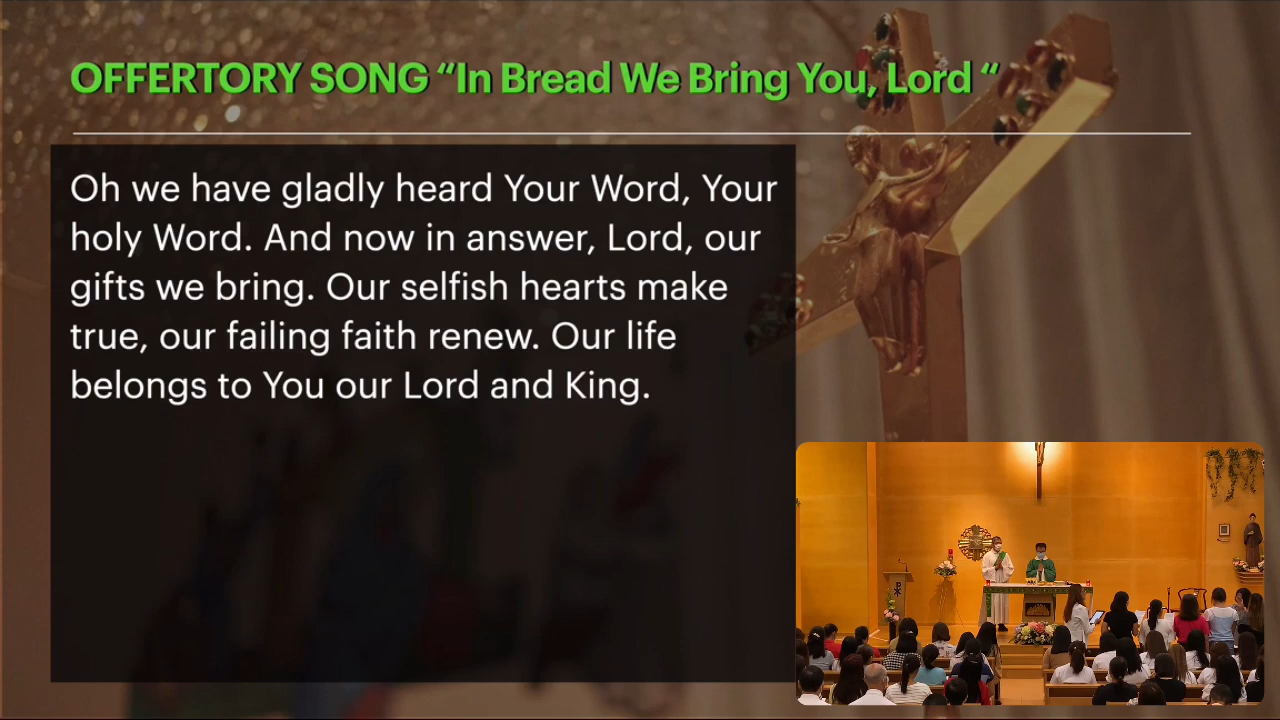 OFFERTORY SONG “In Bread We Bring You, Lord “
Oh we have gladly heard Your Word, Your
holy Word. And now in answer, Lord, our
gifts we bring. Our selfish hearts make
true, our failing faith renew. Our life
belongs to You our Lord and King.